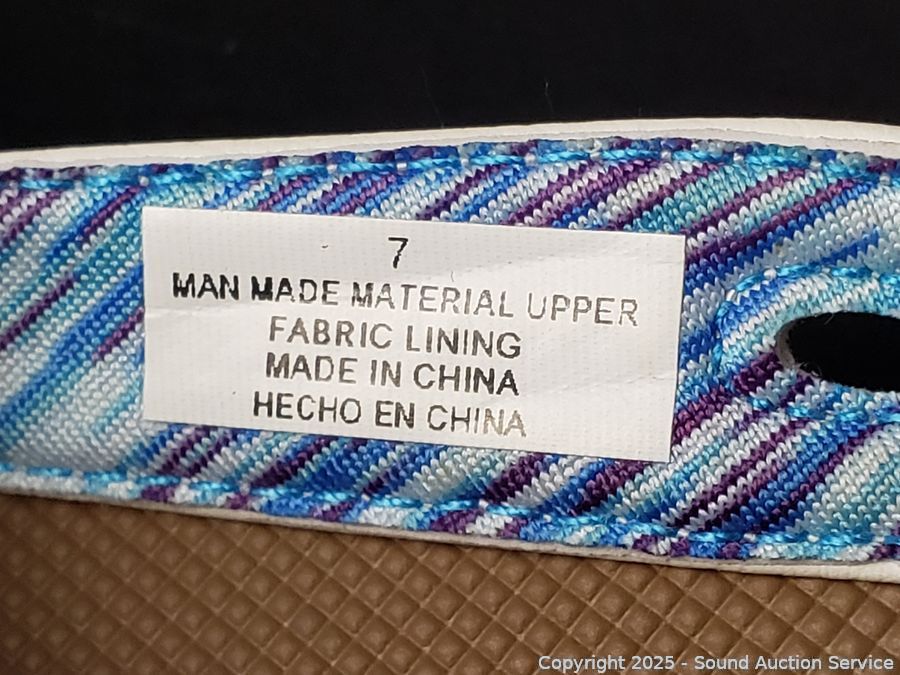 7
MAN MADE MATERIAL UPPER
FABRIC LINING
MADE IN CHINA
HECHO EN CHINA
Copyright 2025 - Sound Auction Service